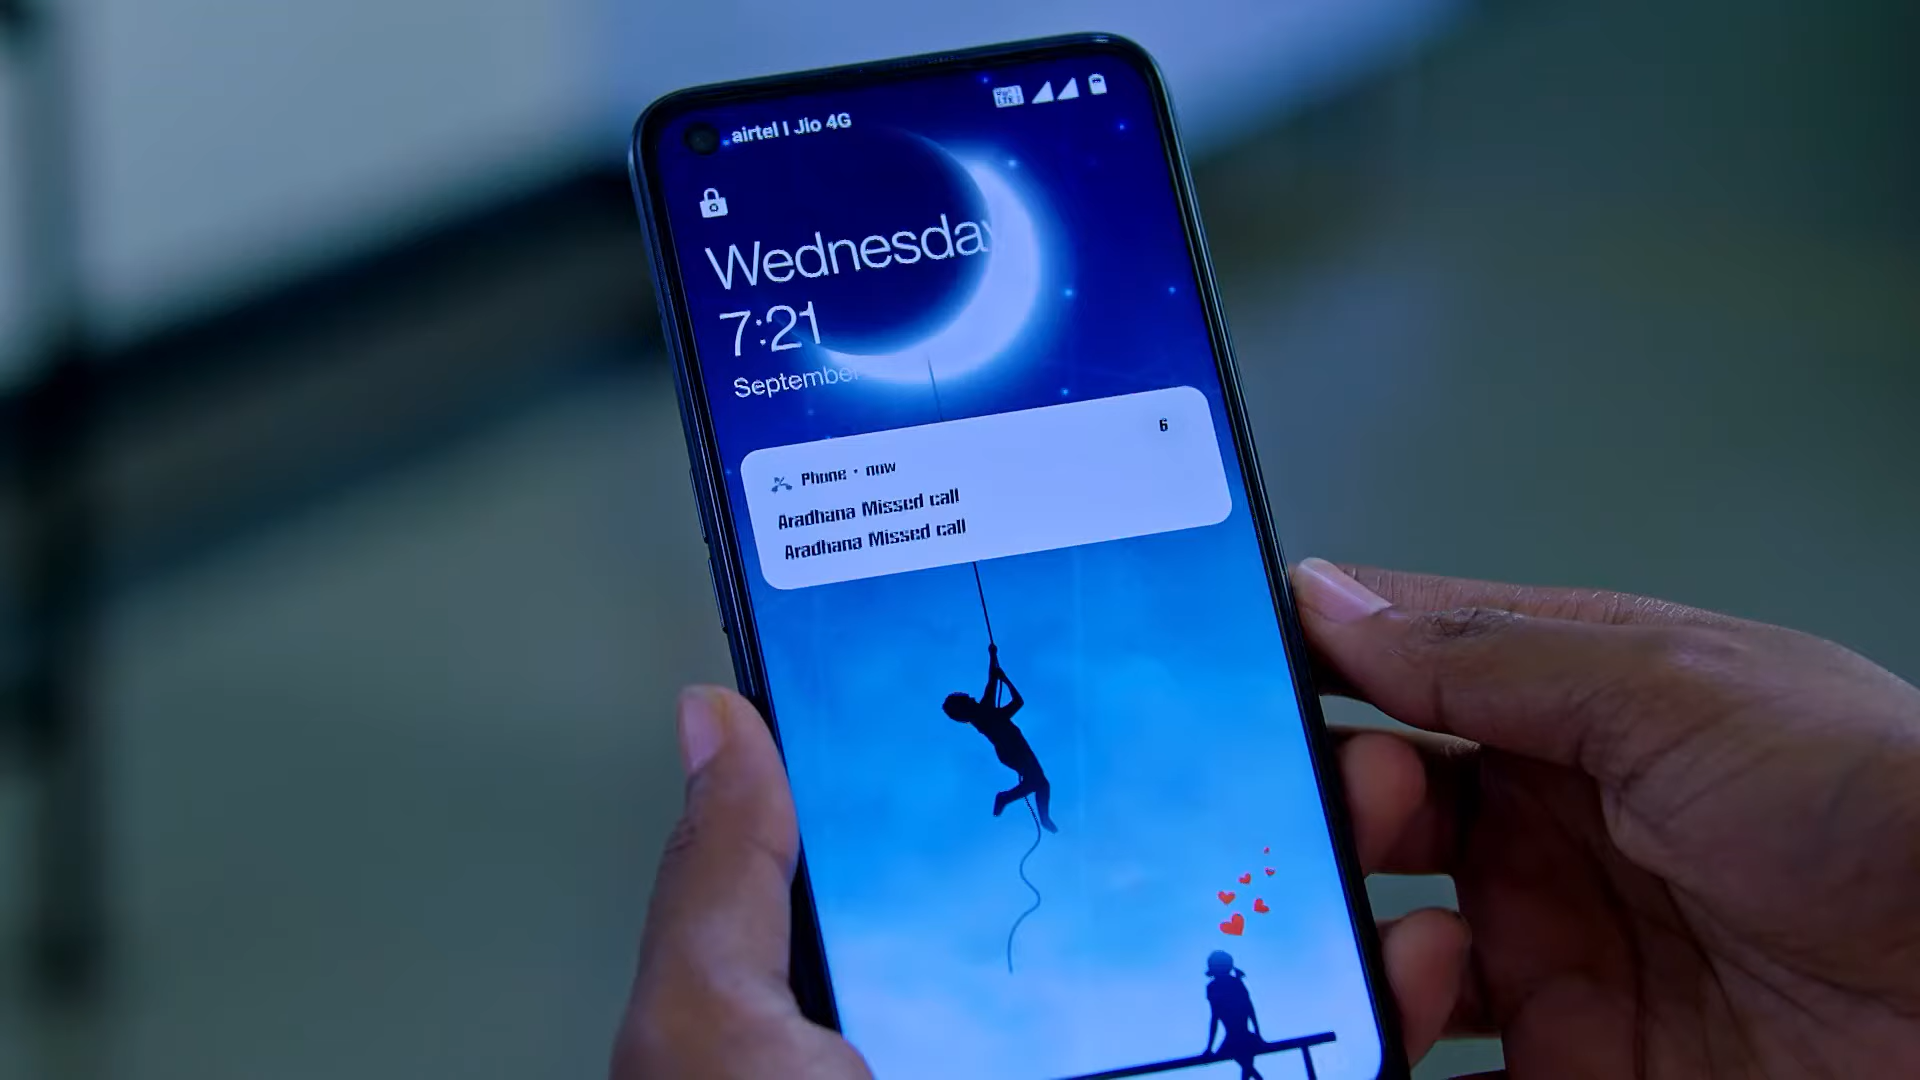 airtel | Jio 4G
Wednesday
7:21
September
6
Phone • now
Aradhana Missed call
Aradhana Missed call